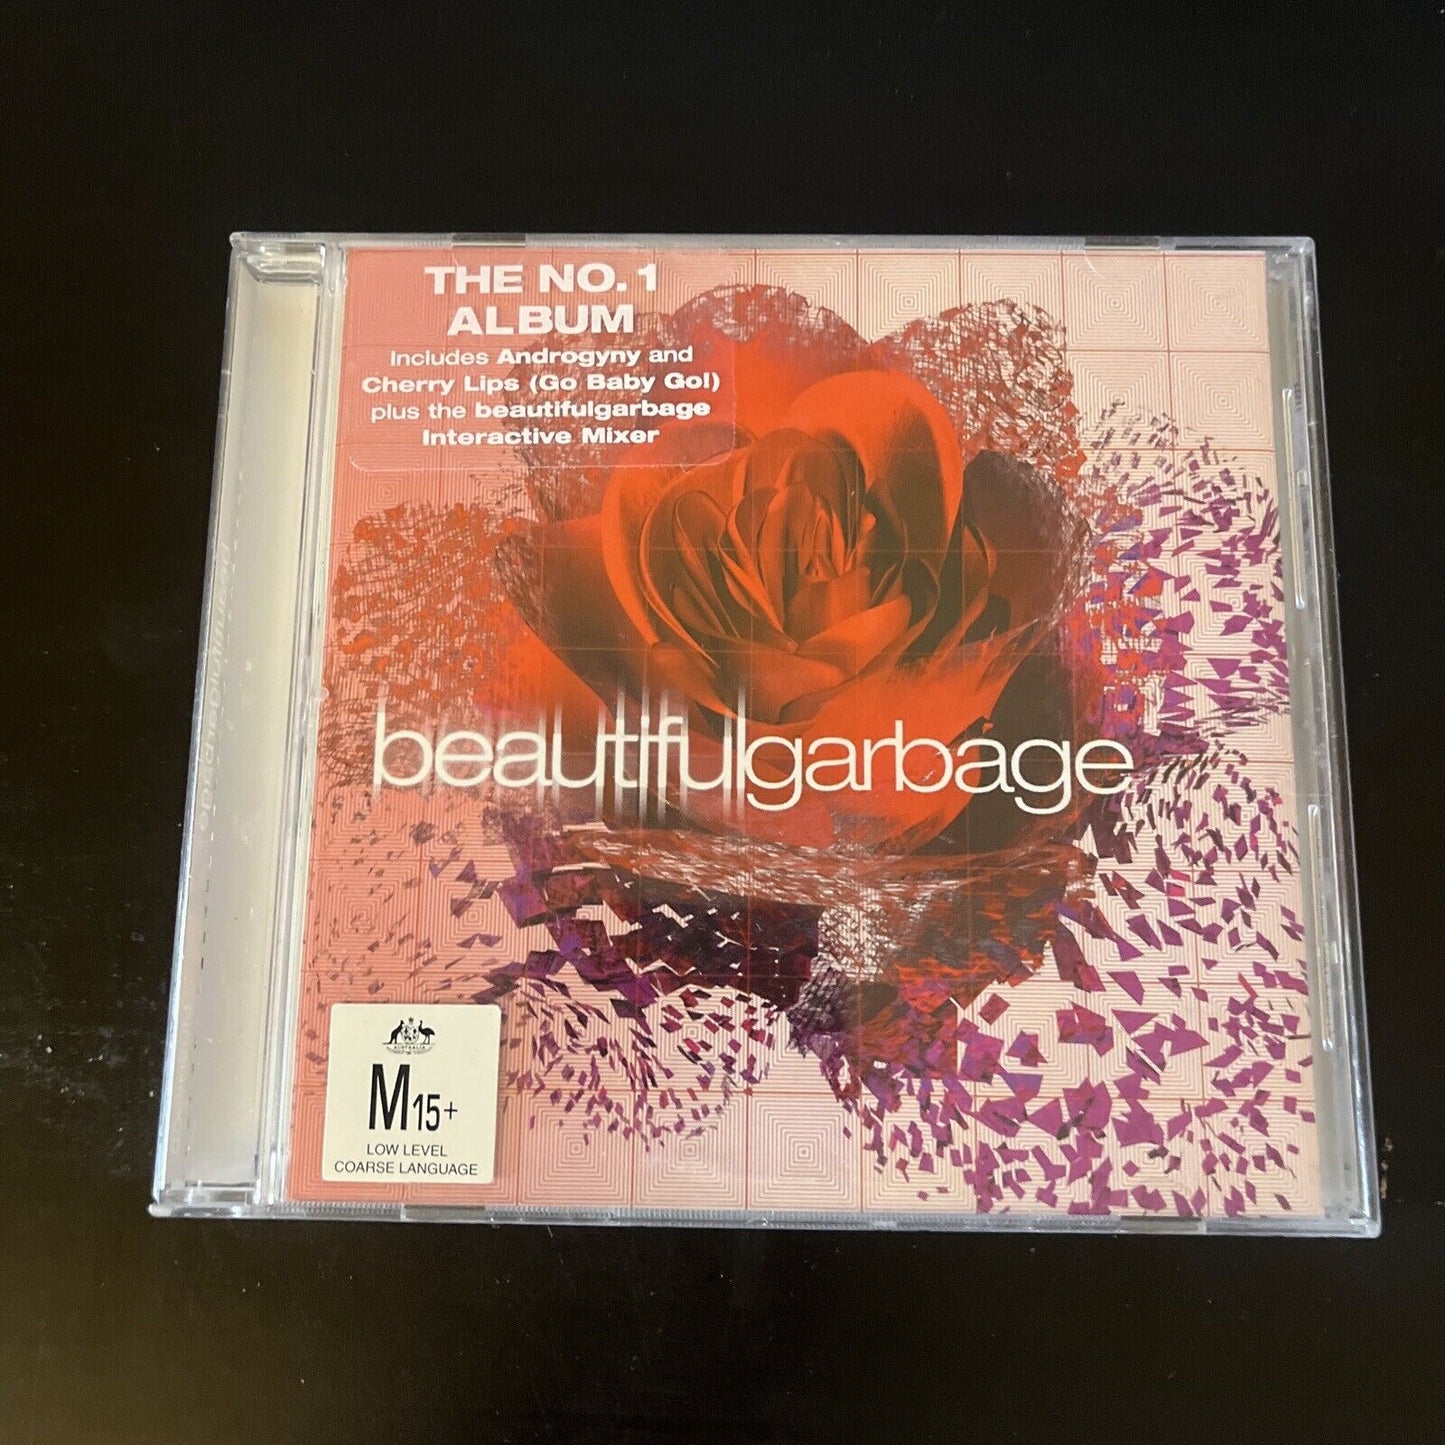 THE NO.1
ALBUM
Includes Androgyny and
Cherry Lips (Go Baby Go!)
plus the beautifulgarbage
Interactive Mixer
beautifulgarbage
AUSTRALIA
M15+
LOW LEVEL
COARSE LANGUAGE